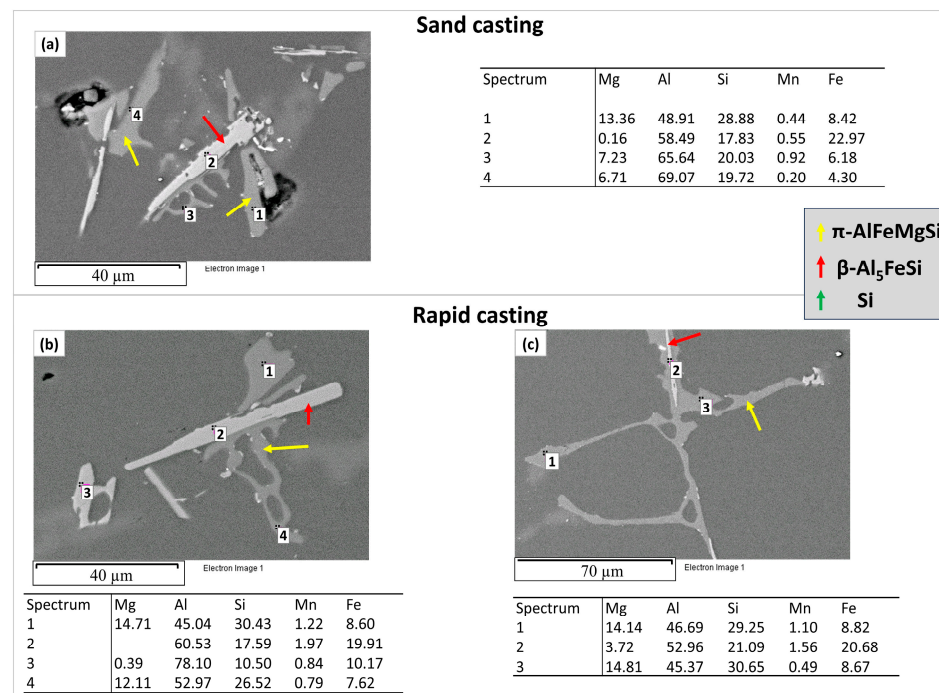 Sand casting
(a)
4
2
3
1
40 µm
Electron Image 1
Spectrum Mg Al Si Mn Fe
1 13.36 48.91 28.88 0.44 8.42
2 0.16 58.49 17.83 0.55 22.97
3 7.23 65.64 20.03 0.92 6.18
4 6.71 69.07 19.72 0.20 4.30
π-AlFeMgSi
β-Al₅FeSi
Si
Rapid casting
(b)
1
2
3
4
40 µm
Electron Image 1
Spectrum Mg Al Si Mn Fe
1 14.71 45.04 30.43 1.22 8.60
2 60.53 17.59 1.97 19.91
3 0.39 78.10 10.50 0.84 10.17
4 12.11 52.97 26.52 0.79 7.62
(c)
2
3
1
70 µm
Electron Image 1
Spectrum Mg Al Si Mn Fe
1 14.14 46.69 29.25 1.10 8.82
2 3.72 52.96 21.09 1.56 20.68
3 14.81 45.37 30.65 0.49 8.67